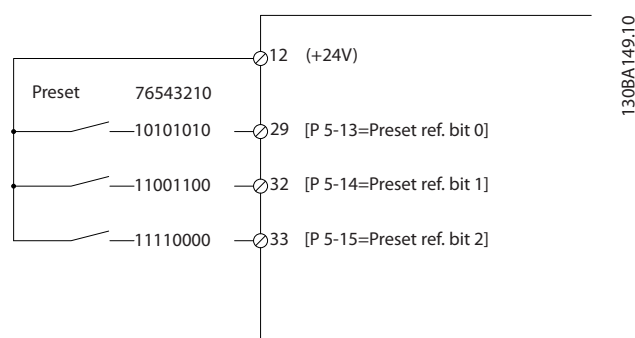 12 (+24V)
Preset 76543210
10101010 29 [P 5-13=Preset ref. bit 0]
11001100 32 [P 5-14=Preset ref. bit 1]
11110000 33 [P 5-15=Preset ref. bit 2]
130BA149.10